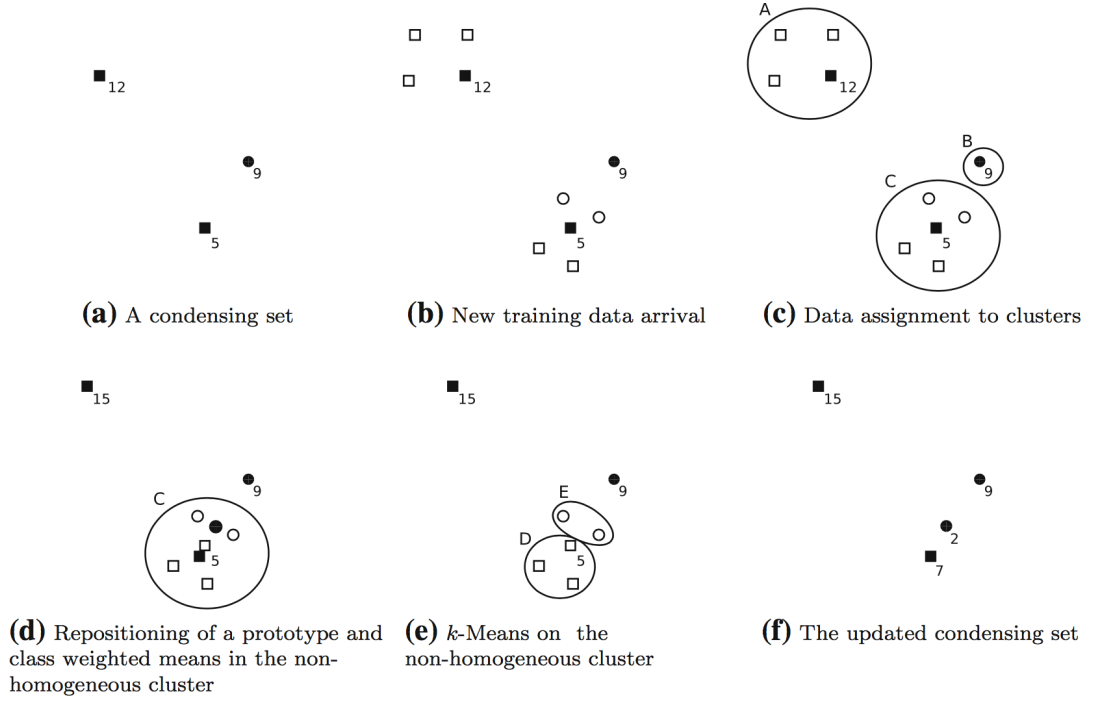 12
9
5
(a) A condensing set
12
9
5
(b) New training data arrival
A
12
B
9
C
5
(c) Data assignment to clusters
15
9
C
5
(d) Repositioning of a prototype and
class weighted means in the non-
homogeneous cluster
15
9
E
D
5
(e) k-Means on the
non-homogeneous cluster
15
9
2
7
(f) The updated condensing set